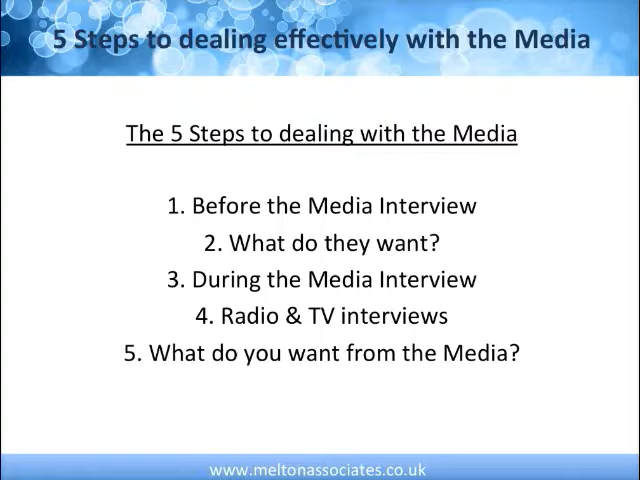 5 Steps to dealing effectively with the Media
The 5 Steps to dealing with the Media
1. Before the Media Interview
2. What do they want?
3. During the Media Interview
4. Radio & TV interviews
5. What do you want from the Media?
www.meltonassociates.co.uk